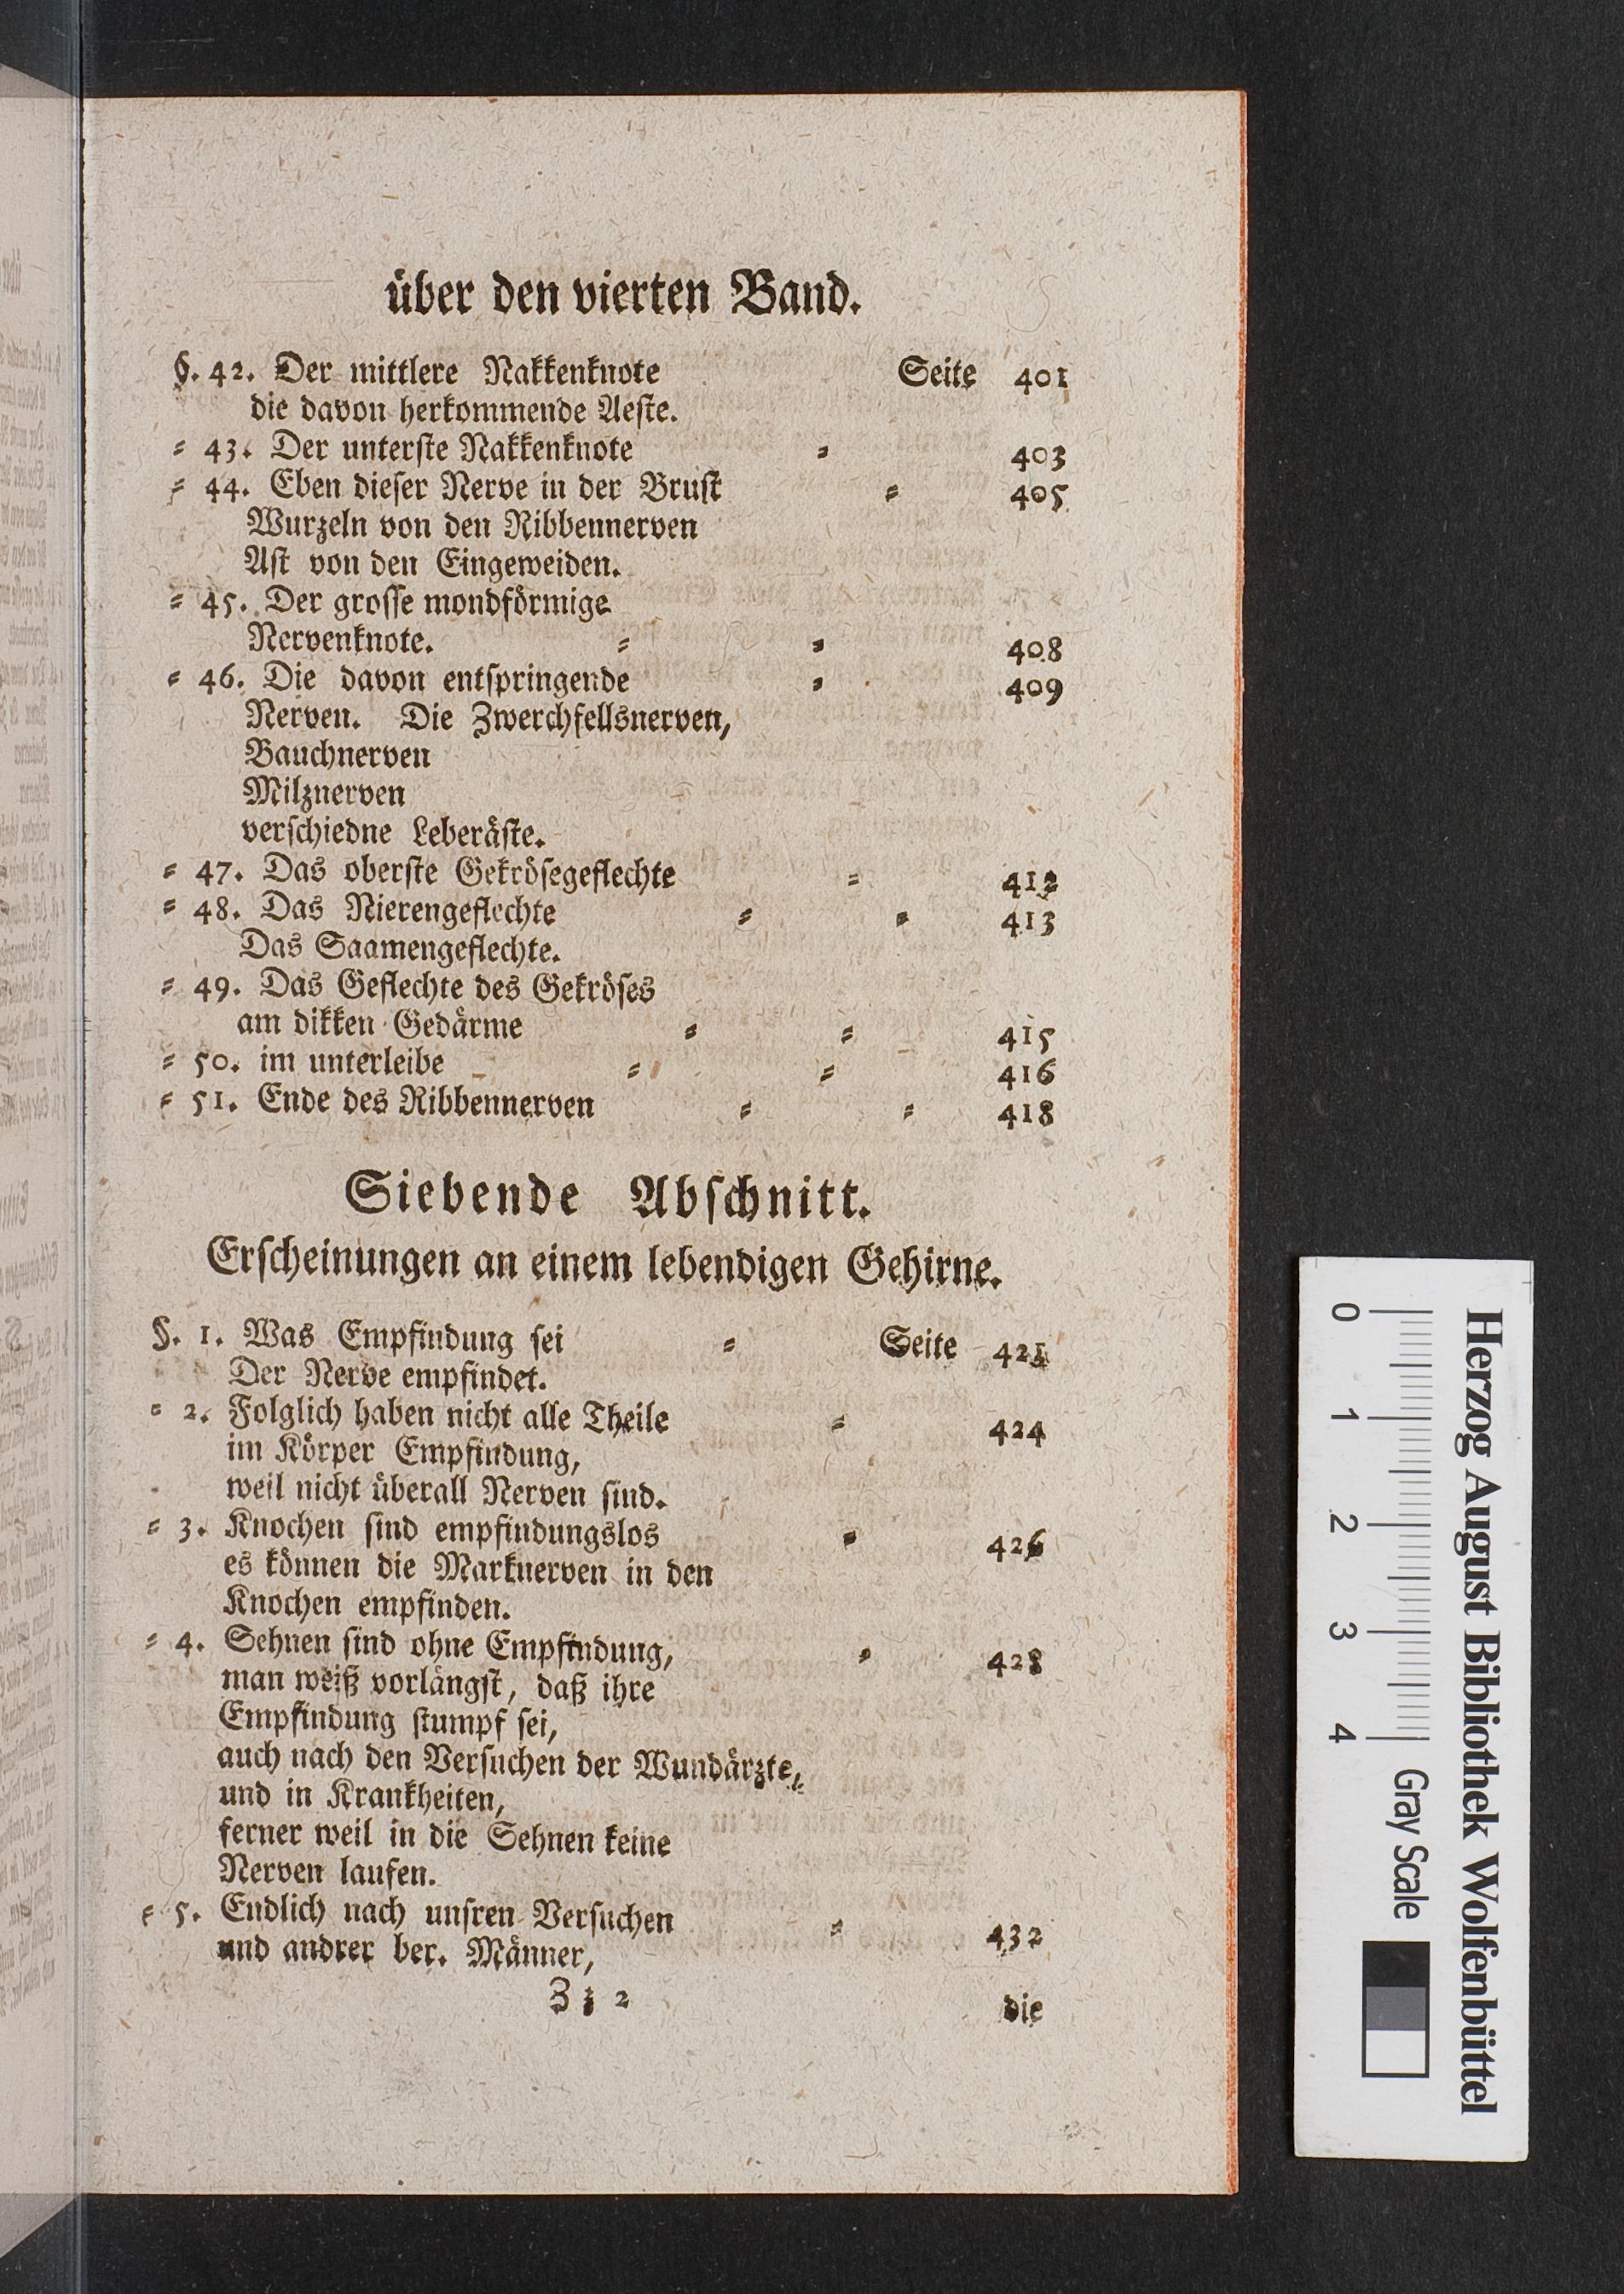 über den vierten Band.
§. 42. Der mittlere Nakkenknote Seite 401
die davon herkommende Aeste.
⸗ 43. Der unterste Nakkenknote ⸗ 403
⸗ 44. Eben dieser Nerve in der Brust ⸗ 405
Wurzeln von den Ribbennerven
Ast von den Eingeweiden.
⸗ 45. Der grosse mondförmige
Nervenknote. ⸗ ⸗ 408
⸗ 46. Die davon entspringende ⸗ 409
Nerven. Die Zwerchfellsnerven,
Bauchnerven
Milznerven
verschiedne Leberäste.
⸗ 47. Das oberste Gekrösegeflechte ⸗ 412
⸗ 48. Das Nierengeflechte ⸗ ⸗ 413
Das Saamengeflechte.
⸗ 49. Das Geflechte des Gekröses
am dikken Gedärme ⸗ ⸗ 415
⸗ 50. im unterleibe ⸗ ⸗ 416
⸗ 51. Ende des Ribbennerven ⸗ ⸗ 418
Siebende Abschnitt.
Erscheinungen an einem lebendigen Gehirne.
§. 1. Was Empfindung sei ⸗ Seite 421
Der Nerve empfindet.
⸗ 2. Folglich haben nicht alle Theile ⸗ 424
im Körper Empfindung,
weil nicht überall Nerven sind.
⸗ 3. Knochen sind empfindungslos ⸗ 426
es können die Marknerven in den
Knochen empfinden.
⸗ 4. Sehnen sind ohne Empfindung, ⸗ 428
man weiß vorlängst, daß ihre
Empfindung stumpf sei,
auch nach den Versuchen der Wundärzte,
und in Krankheiten,
ferner weil in die Sehnen keine
Nerven laufen.
⸗ 5. Endlich nach unsren Versuchen ⸗ 432
und andrer ber. Männer,
Zz 2 die
Herzog August Bibliothek Wolfenbüttel
0 1 2 3 4 Gray Scale